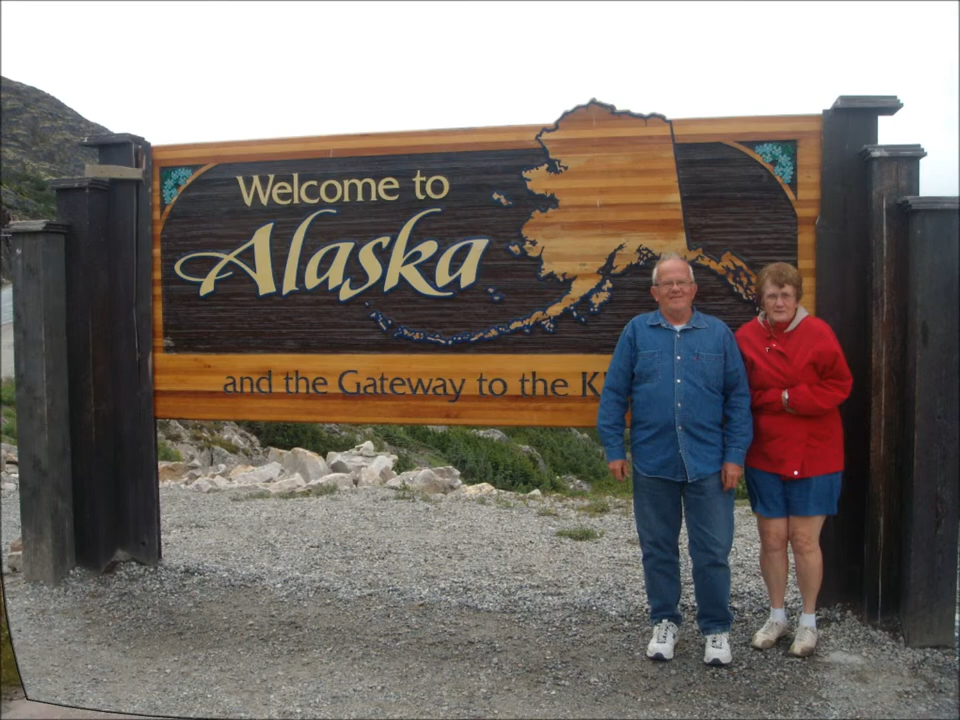 Welcome to
Alaska
and the Gateway to the